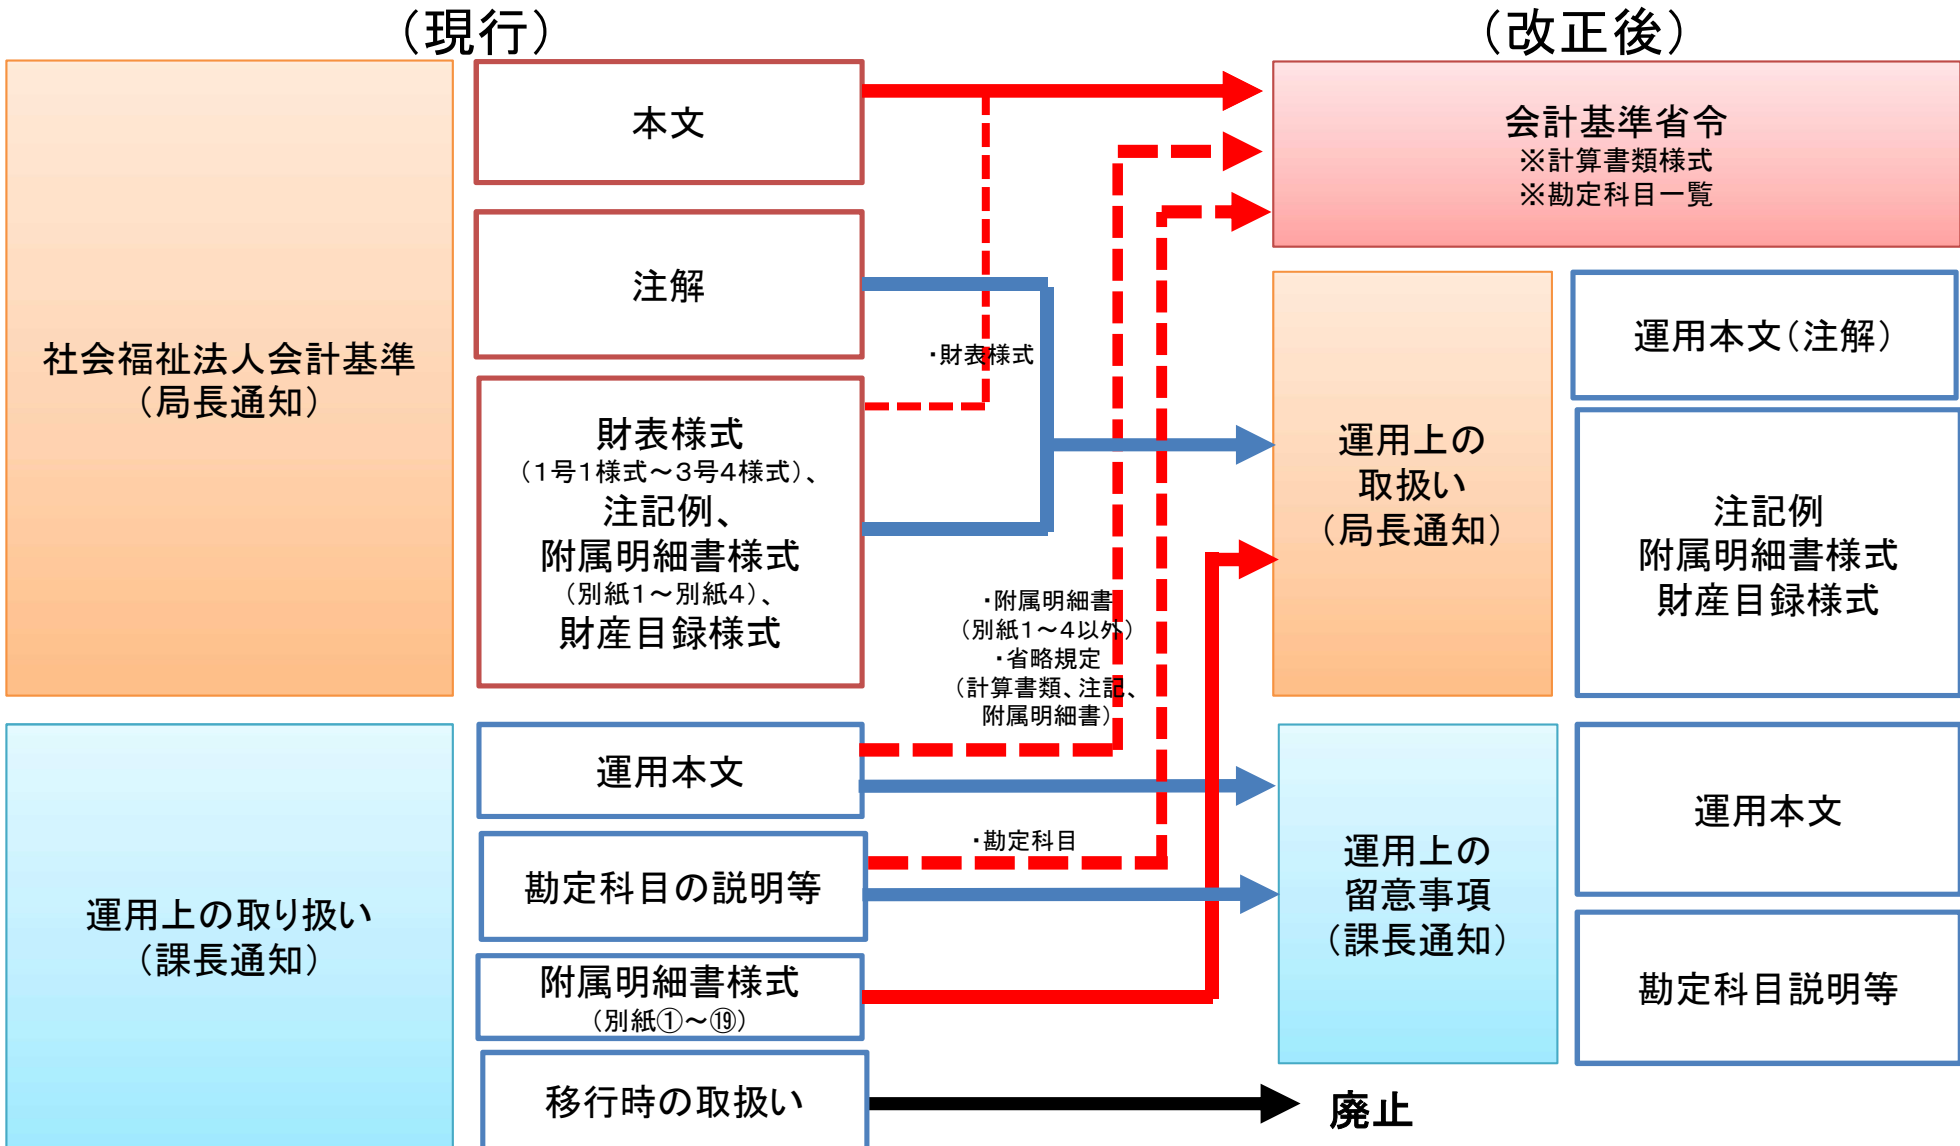 （現行）
（改正後）
社会福祉法人会計基準
（局長通知）
本文
注解
財表様式
（１号１様式～３号４様式）、
注記例、
附属明細書様式
（別紙１～別紙４）、
財産目録様式
運用上の取り扱い
（課長通知）
運用本文
勘定科目の説明等
附属明細書様式
（別紙①～⑲）
移行時の取扱い
・財表様式
・附属明細書
（別紙１～４以外）
・省略規定
（計算書類、注記、
附属明細書）
・勘定科目
会計基準省令
※計算書類様式
※勘定科目一覧
運用上の
取扱い
（局長通知）
運用本文（注解）
注記例
附属明細書様式
財産目録様式
運用上の
留意事項
（課長通知）
運用本文
勘定科目説明等
廃止